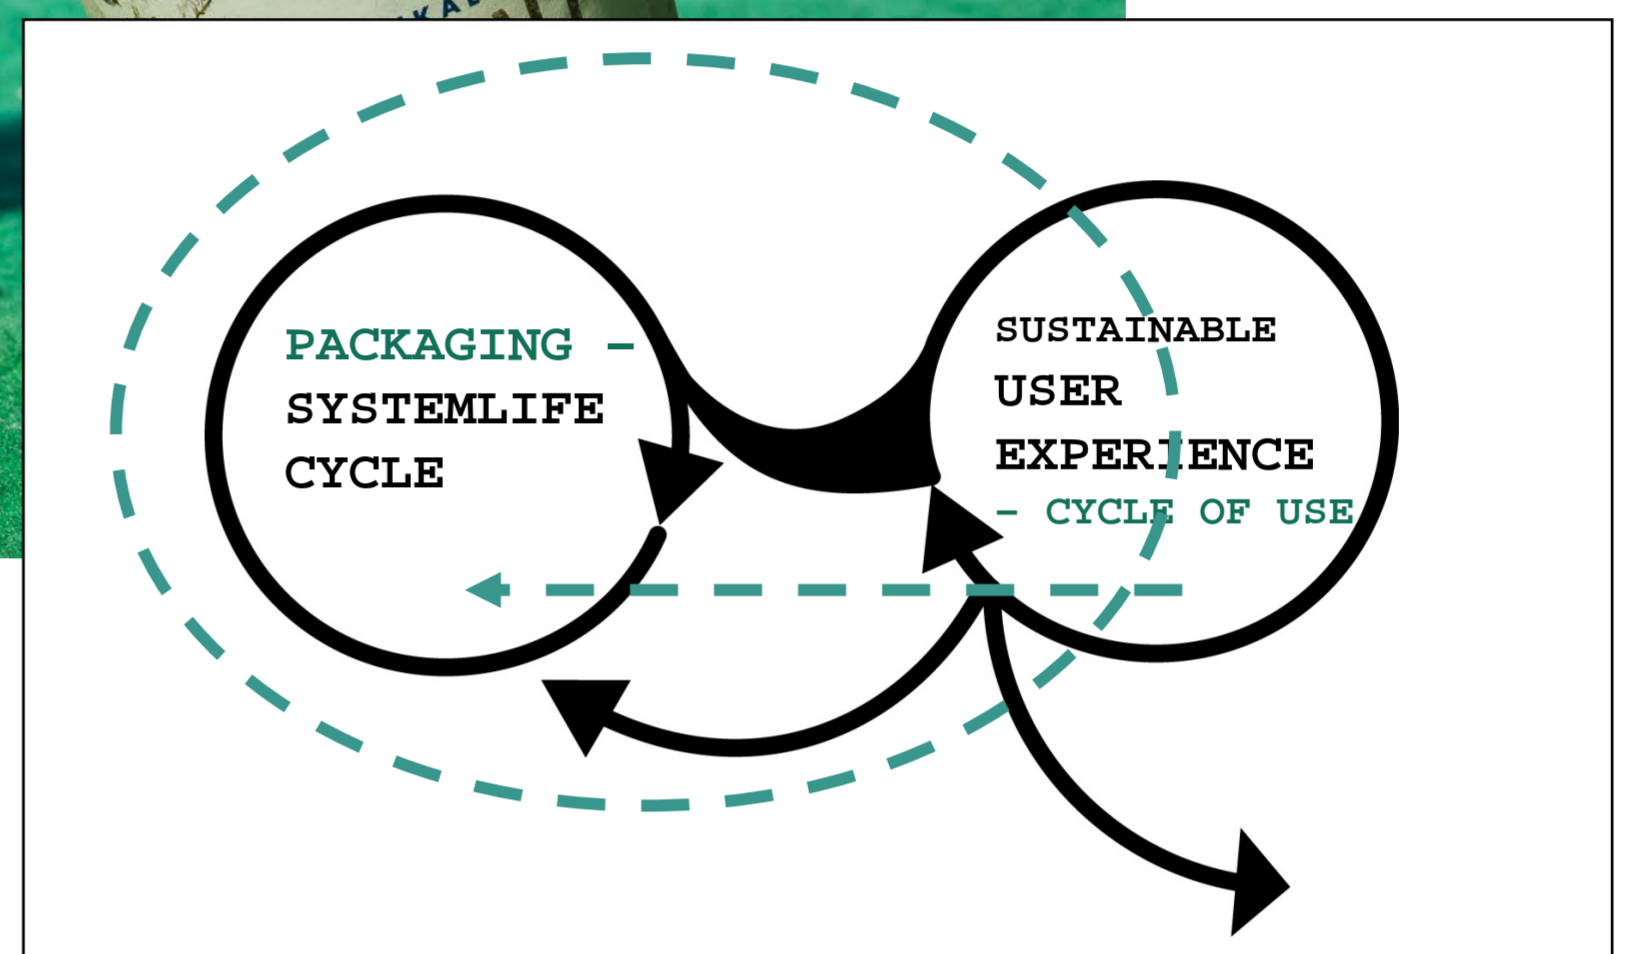 PACKAGING –
SYSTEMLIFE
CYCLE
SUSTAINABLE
USER
EXPERIENCE
– CYCLE OF USE